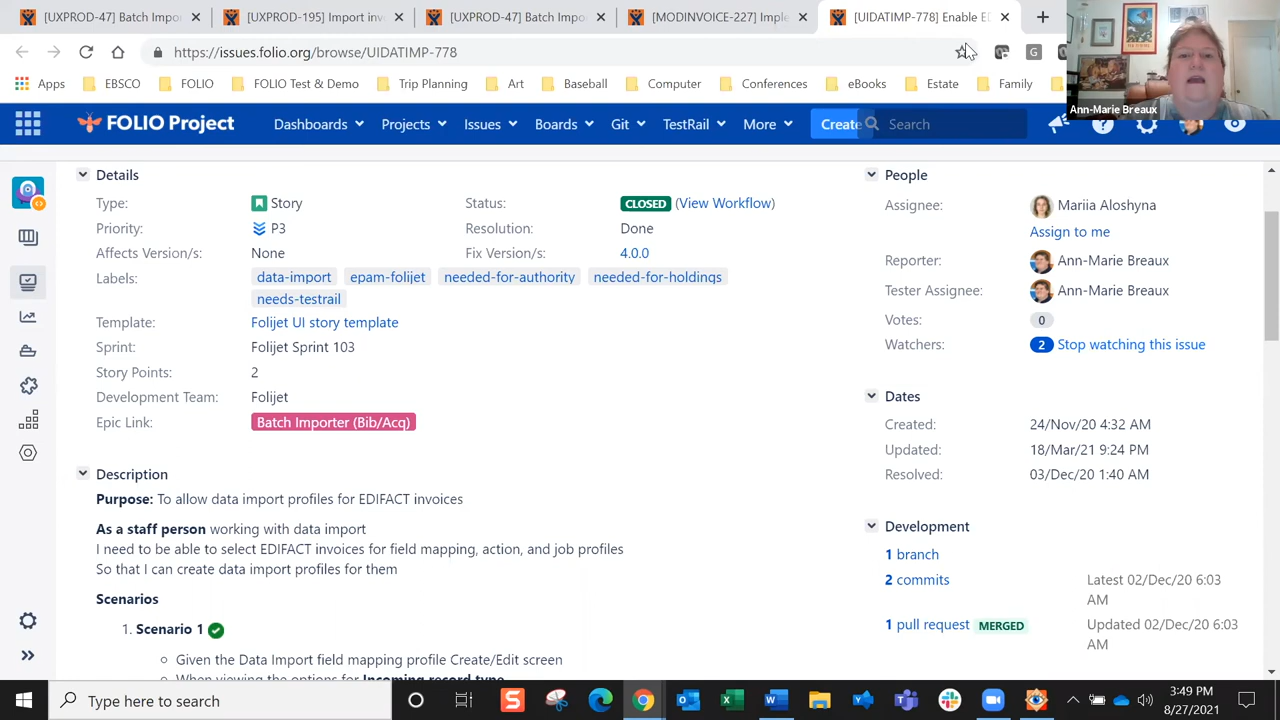 [UXPROD-47] Batch Impor
[UXPROD-195] Import inv
[UXPROD-47] Batch Impo
[MODINVOICE-227] Imple
[UIDATIMP-778] Enable E
https://issues.folio.org/browse/UIDATIMP-778
G
Apps
EBSCO
FOLIO
FOLIO Test & Demo
Trip Planning
Art
Baseball
Computer
Conferences
eBooks
Estate
Family
Ann-Marie Breaux
FOLIO Project
Dashboards
Projects
Issues
Boards
Git
TestRail
More
Create
Search
Details
Type:
Story
Status:
CLOSED (View Workflow)
Priority:
P3
Resolution:
Done
Affects Version/s:
None
Fix Version/s:
4.0.0
Labels:
data-import epam-folijet needed-for-authority needed-for-holdings
needs-testrail
Template:
Folijet UI story template
Sprint:
Folijet Sprint 103
Story Points:
2
Development Team:
Folijet
Epic Link:
Batch Importer (Bib/Acq)
Description
Purpose: To allow data import profiles for EDIFACT invoices
As a staff person working with data import
I need to be able to select EDIFACT invoices for field mapping, action, and job profiles
So that I can create data import profiles for them
Scenarios
1. Scenario 1
Given the Data Import field mapping profile Create/Edit screen
When viewing the options for Incoming record type
People
Assignee:
Mariia Aloshyna
Assign to me
Reporter:
Ann-Marie Breaux
Tester Assignee:
Ann-Marie Breaux
Votes:
0
Watchers:
2 Stop watching this issue
Dates
Created:
24/Nov/20 4:32 AM
Updated:
18/Mar/21 9:24 PM
Resolved:
03/Dec/20 1:40 AM
Development
1 branch
2 commits
Latest 02/Dec/20 6:03
AM
1 pull request MERGED
Updated 02/Dec/20 6:03
AM
Type here to search
3:49 PM
8/27/2021